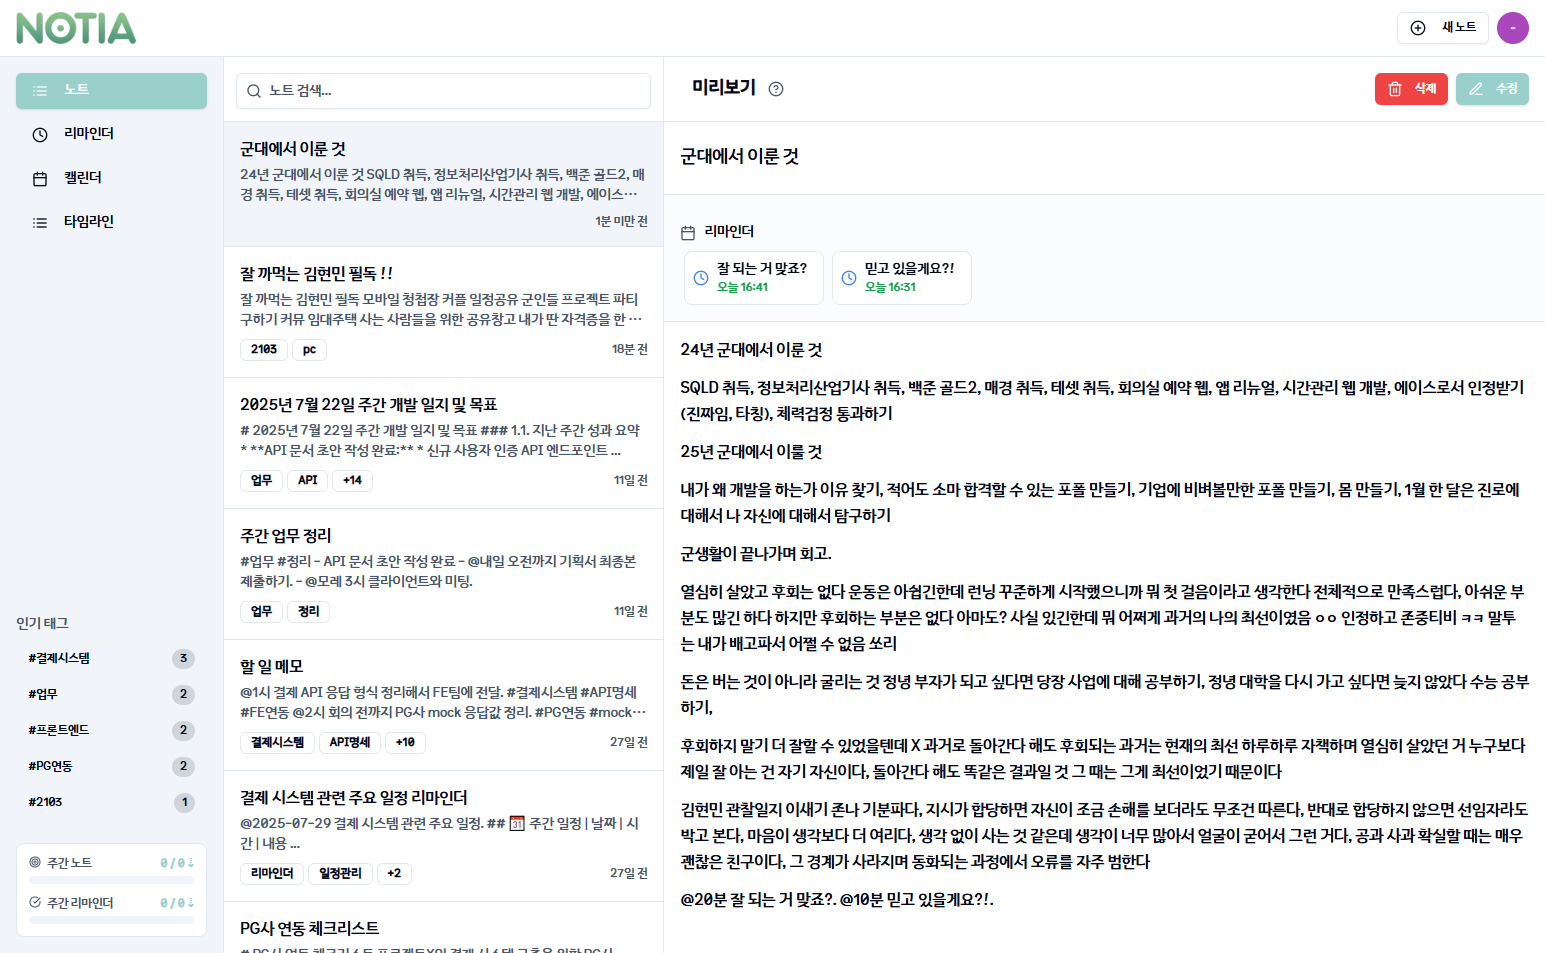 NOTIA
새 노트
-
노트
리마인더
캘린더
타임라인
인기 태그
#결제시스템 3
#업무 2
#프론트엔드 2
#PG연동 2
#2103 1
주간 노트 0/0↓
주간 리마인더 0/0↓
노트 검색...
군대에서 이룬 것
24년 군대에서 이룬 것 SQLD 취득, 정보처리산업기사 취득, 백준 골드2, 매
경 취득, 테셋 취득, 회의실 예약 웹, 앱 리뉴얼, 시간관리 웹 개발, 에이스…
1분 미만 전
잘 까먹는 김현민 필독 !!
잘 까먹는 김현민 필독 모바일 청첩장 커플 일정공유 군인들 프로젝트 파티
구하기 커뮤 임대주택 사는 사람들을 위한 공유창고 내가 딴 자격증을 한 …
2103 pc 18분 전
2025년 7월 22일 주간 개발 일지 및 목표
# 2025년 7월 22일 주간 개발 일지 및 목표 ### 1.1. 지난 주간 성과 요약
* **API 문서 초안 작성 완료:** * 신규 사용자 인증 API 엔드포인트 ...
업무 API +14 11일 전
주간 업무 정리
#업무 #정리 - API 문서 초안 작성 완료 - @내일 오전까지 기획서 최종본
제출하기. - @모레 3시 클라이언트와 미팅.
업무 정리 11일 전
할 일 메모
@1시 결제 API 응답 형식 정리해서 FE팀에 전달. #결제시스템 #API명세
#FE연동 @2시 회의 전까지 PG사 mock 응답값 정리. #PG연동 #mock…
결제시스템 API명세 +10 27일 전
결제 시스템 관련 주요 일정 리마인더
@2025-07-29 결제 시스템 관련 주요 일정. ## 📅 주간 일정 | 날짜 | 시
간 | 내용 ...
리마인더 일정관리 +2 27일 전
PG사 연동 체크리스트
미리보기
삭제
수정
군대에서 이룬 것
리마인더
잘 되는 거 맞죠?
오늘 16:41
믿고 있을게요?!
오늘 16:31
24년 군대에서 이룬 것
SQLD 취득, 정보처리산업기사 취득, 백준 골드2, 매경 취득, 테셋 취득, 회의실 예약 웹, 앱 리뉴얼, 시간관리 웹 개발, 에이스로서 인정받기
(진짜임, 타칭), 체력검정 통과하기
25년 군대에서 이룰 것
내가 왜 개발을 하는가 이유 찾기, 적어도 소마 합격할 수 있는 포폴 만들기, 기업에 비벼볼만한 포폴 만들기, 몸 만들기, 1월 한 달은 진로에
대해서 나 자신에 대해서 탐구하기
군생활이 끝나가며 회고.
열심히 살았고 후회는 없다 운동은 아쉽긴한데 런닝 꾸준하게 시작했으니까 뭐 첫 걸음이라고 생각한다 전체적으로 만족스럽다, 아쉬운 부
분도 많긴 하다 하지만 후회하는 부분은 없다 아마도? 사실 있긴한데 뭐 어쩌게 과거의 나의 최선이였음 ㅇㅇ 인정하고 존중티비 ㅋㅋ 말투
는 내가 배고파서 어쩔 수 없음 쏘리
돈은 버는 것이 아니라 굴리는 것 정녕 부자가 되고 싶다면 당장 사업에 대해 공부하기, 정녕 대학을 다시 가고 싶다면 늦지 않았다 수능 공부
하기,
후회하지 말기 더 잘할 수 있었을텐데 X 과거로 돌아간다 해도 후회되는 과거는 현재의 최선 하루하루 자책하며 열심히 살았던 거 누구보다
제일 잘 아는 건 자기 자신이다, 돌아간다 해도 똑같은 결과일 것 그 때는 그게 최선이었기 때문이다
김현민 관찰일지 이새기 존나 기분파다, 지시가 합당하면 자신이 조금 손해를 보더라도 무조건 따른다, 반대로 합당하지 않으면 선임자라도
박고 본다, 마음이 생각보다 더 여리다, 생각 없이 사는 것 같은데 생각이 너무 많아서 얼굴이 굳어서 그런 거다, 공과 사과 확실할 때는 매우
괜찮은 친구이다, 그 경계가 사라지며 동화되는 과정에서 오류를 자주 범한다
@20분 잘 되는 거 맞죠?. @10분 믿고 있을게요?!.